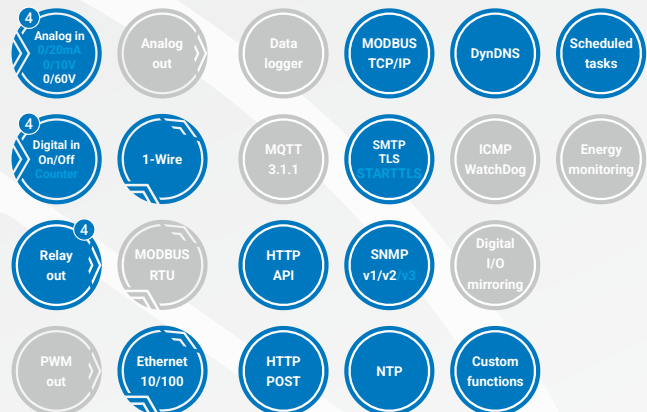 4
Analog in
0/20mA
0/10V
0/60V
Analog
out
Data
logger
MODBUS
TCP/IP
DynDNS
Scheduled
tasks
4
Digital in
On/Off
Counter
1-Wire
MQTT
3.1.1
SMTP
TLS
STARTTLS
ICMP
WatchDog
Energy
monitoring
4
Relay
out
MODBUS
RTU
HTTP
API
SNMP
v1/v2/v3
Digital
I/O
mirroring
PWM
out
Ethernet
10/100
HTTP
POST
NTP
Custom
functions